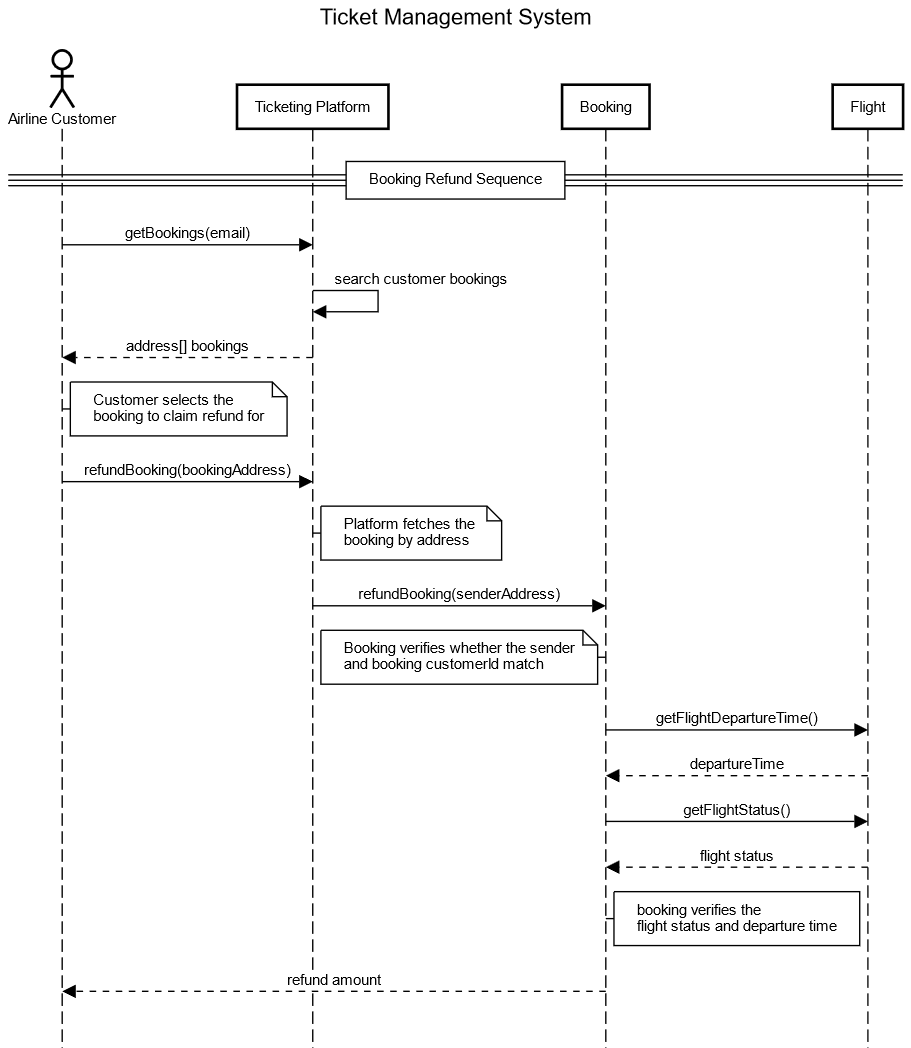 Ticket Management System
Airline Customer
Ticketing Platform
Booking
Flight
Booking Refund Sequence
getBookings(email)
search customer bookings
address[] bookings
Customer selects the
booking to claim refund for
refundBooking(bookingAddress)
Platform fetches the
booking by address
refundBooking(senderAddress)
Booking verifies whether the sender
and booking customerId match
getFlightDepartureTime()
departureTime
getFlightStatus()
flight status
booking verifies the
flight status and departure time
refund amount